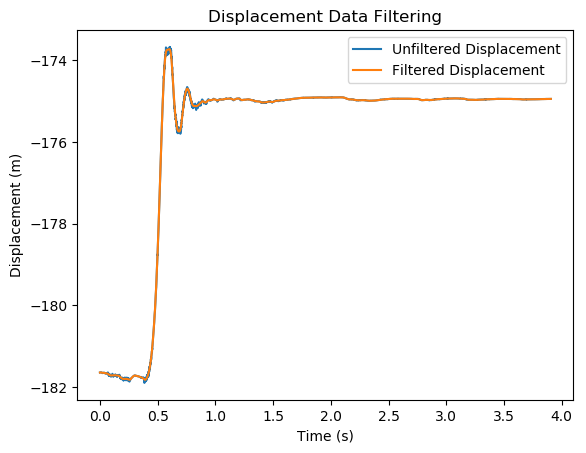 Displacement Data Filtering
Unfiltered Displacement
Filtered Displacement
Displacement (m)
−174
−176
−178
−180
−182
0.0 0.5 1.0 1.5 2.0 2.5 3.0 3.5 4.0
Time (s)